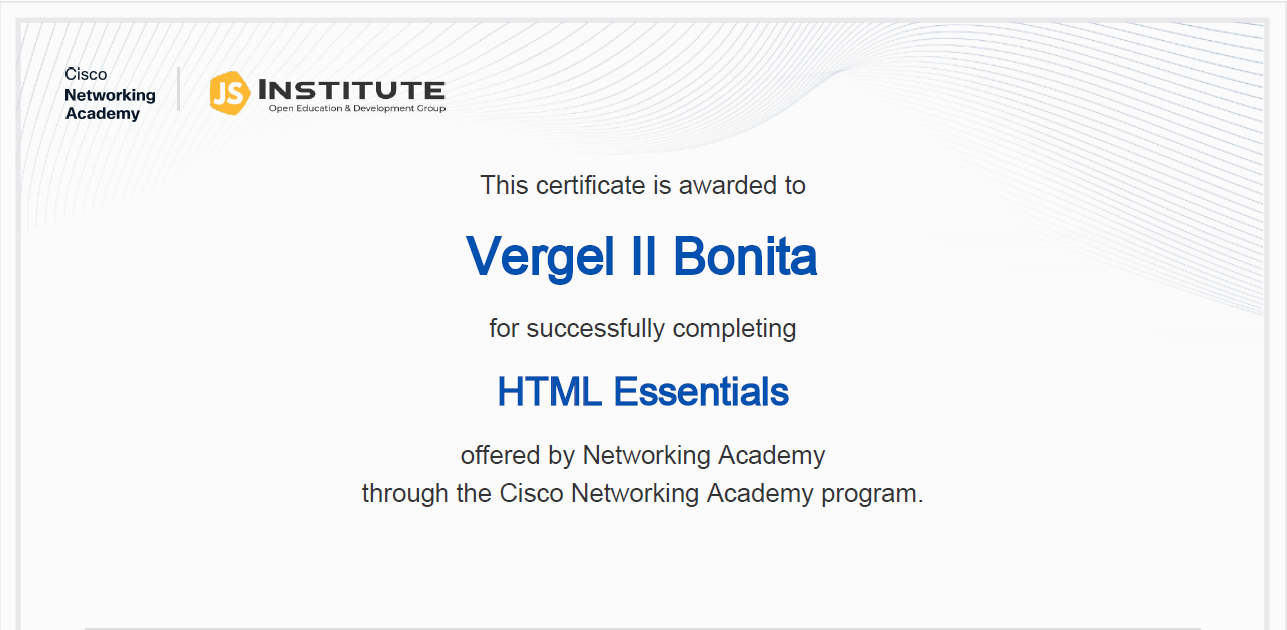 Cisco
Networking
Academy
JS INSTITUTE
Open Education & Development Group
This certificate is awarded to
Vergel II Bonita
for successfully completing
HTML Essentials
offered by Networking Academy
through the Cisco Networking Academy program.